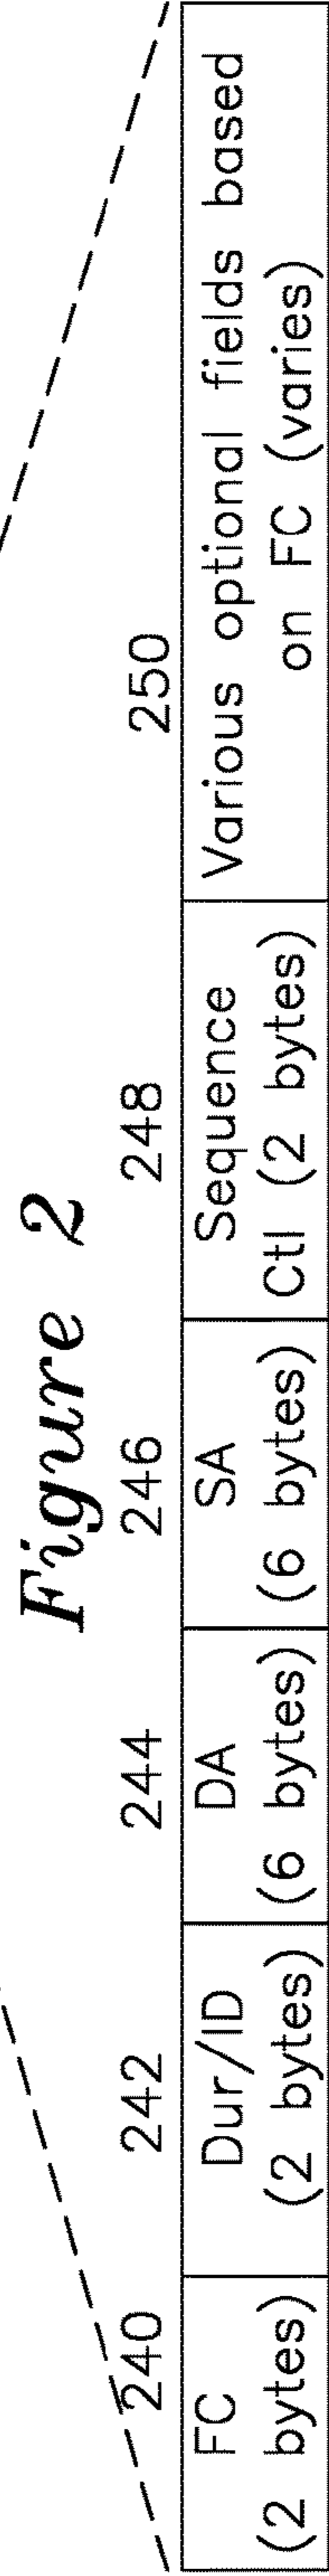 Figure 2
240
242
244
246
248
250
FC
(2 bytes)
Dur/ID
(2 bytes)
DA
(6 bytes)
SA
(6 bytes)
Sequence
Ctl (2 bytes)
Various optional fields based
on FC (varies)